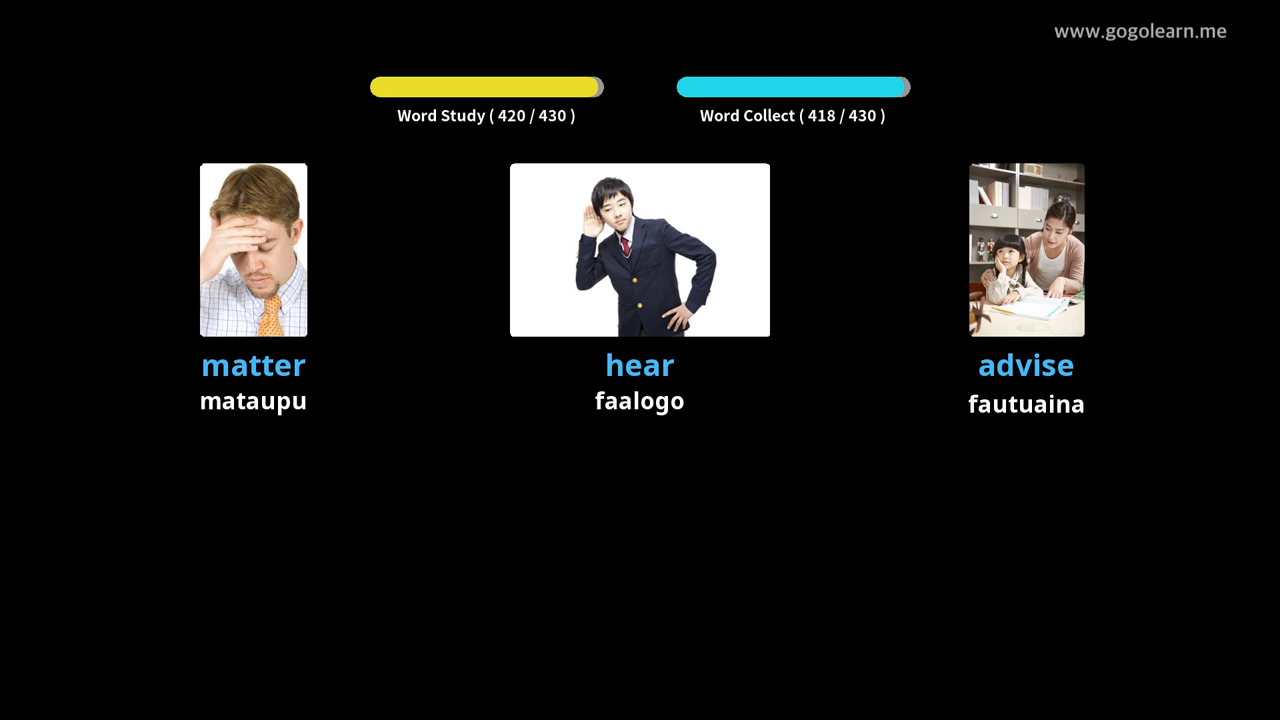 www.gogolearn.me
Word Study ( 420 / 430 )
Word Collect ( 418 / 430 )
matter
mataupu
hear
faalogo
advise
fautuaina